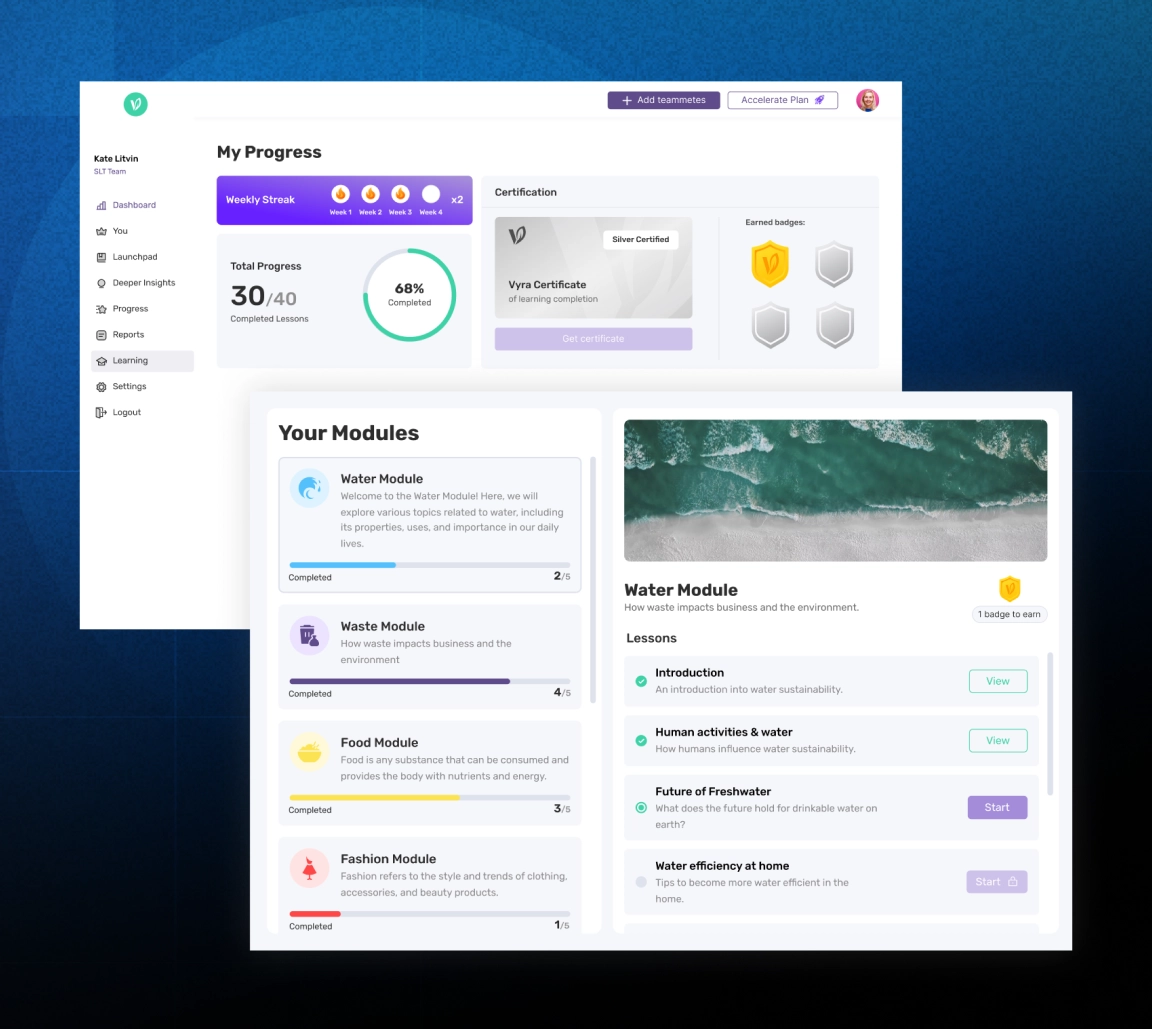 + Add teammetes
Accelerate Plan
Kate Litvin
SLT Team
Dashboard
You
Launchpad
Deeper Insights
Progress
Reports
Learning
Settings
Logout
My Progress
Weekly Streak
Week 1 Week 2 Week 3 Week 4
x2
Total Progress
30/40
Completed Lessons
68%
Completed
Certification
Silver Certified
Vyra Certificate
of learning completion
Get certificate
Earned badges:
Your Modules
Water Module
Welcome to the Water Module! Here, we will
explore various topics related to water, including
its properties, uses, and importance in our daily
lives.
Completed
2/5
Waste Module
How waste impacts business and the
environment
Completed
4/5
Food Module
Food is any substance that can be consumed and
provides the body with nutrients and energy.
Completed
3/5
Fashion Module
Fashion refers to the style and trends of clothing,
accessories, and beauty products.
Completed
1/5
Water Module
How waste impacts business and the environment.
1 badge to earn
Lessons
Introduction
An introduction into water sustainability.
View
Human activities & water
How humans influence water sustainability.
View
Future of Freshwater
What does the future hold for drinkable water on
earth?
Start
Water efficiency at home
Tips to become more water efficient in the
home.
Start